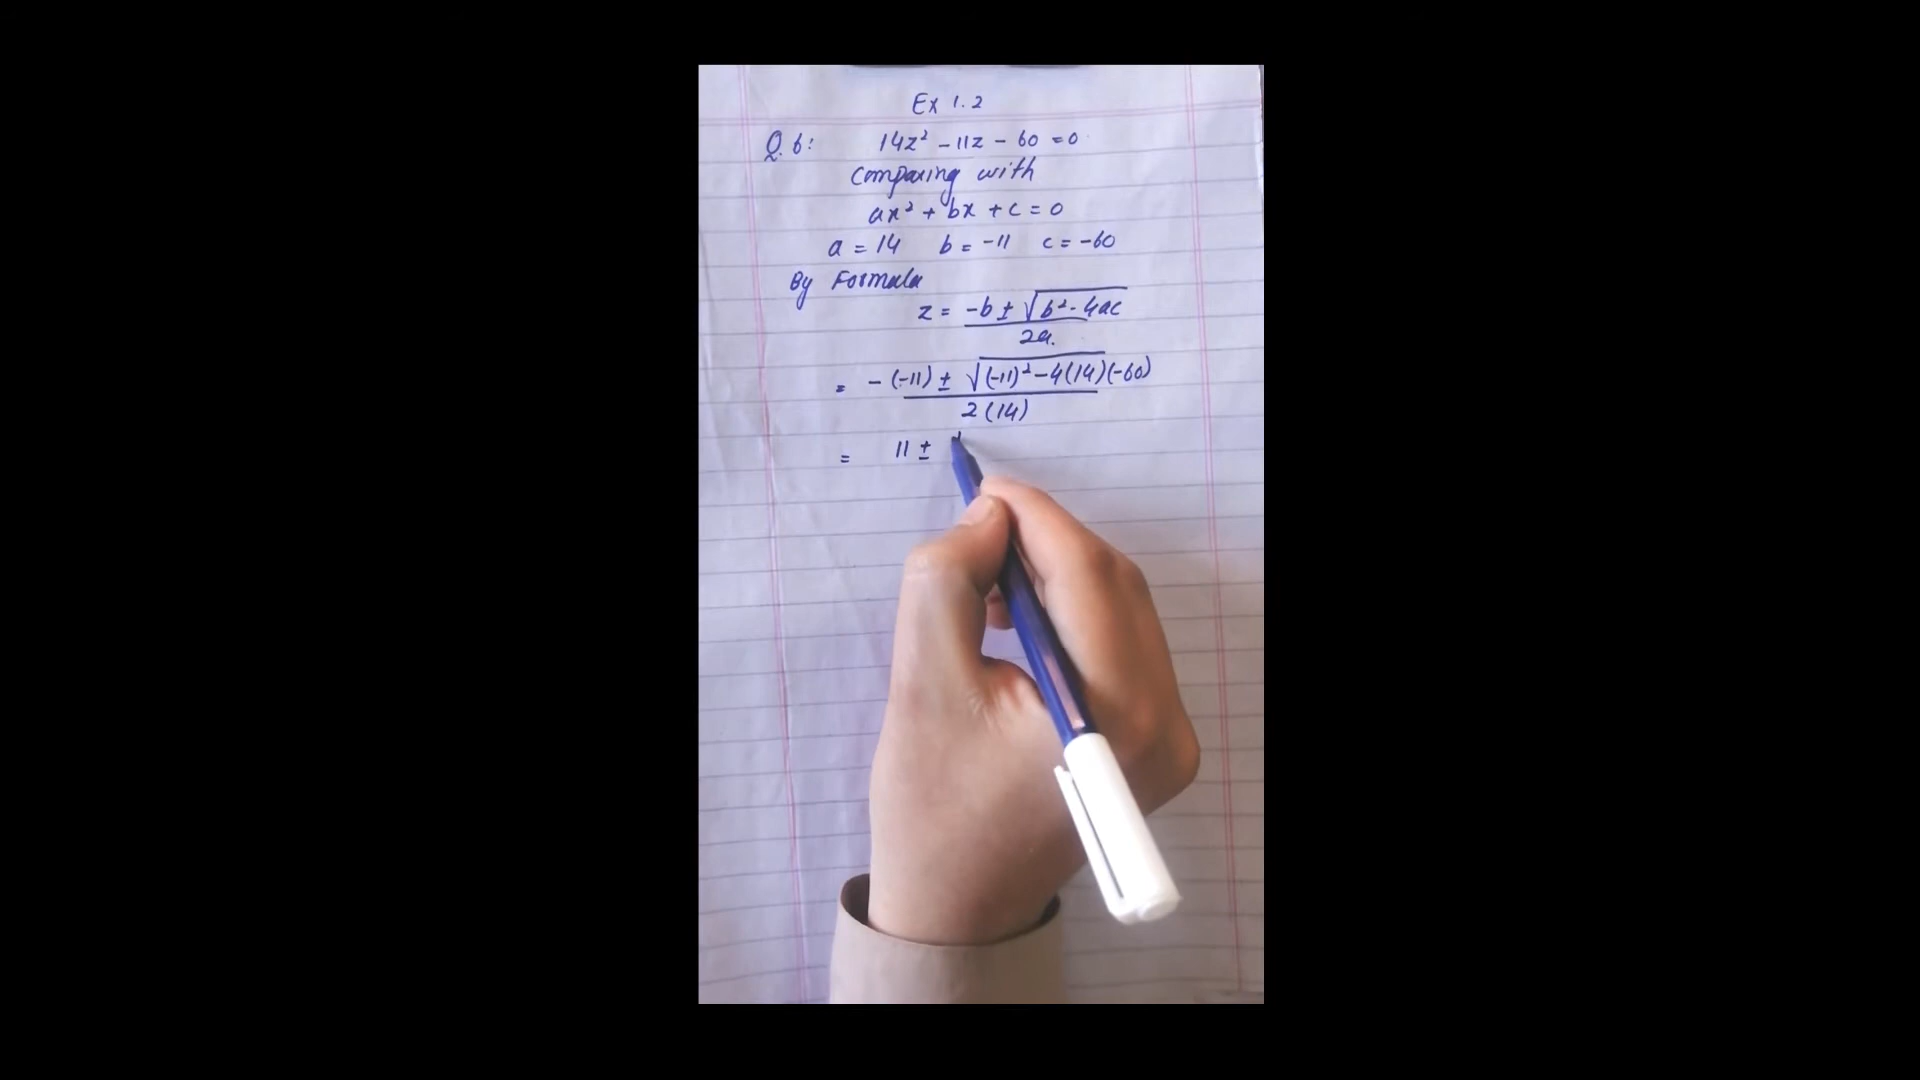 Ex 1.2
Q.6: 14z² - 11z - 60 = 0
Comparing with
ax² + bx + c = 0
a = 14 b = -11 c = -60
By Formula
z = -b ± √b² - 4ac
2a.
= -(-11) ± √(-11)² - 4(14)(-60)
2(14)
= 11 ±